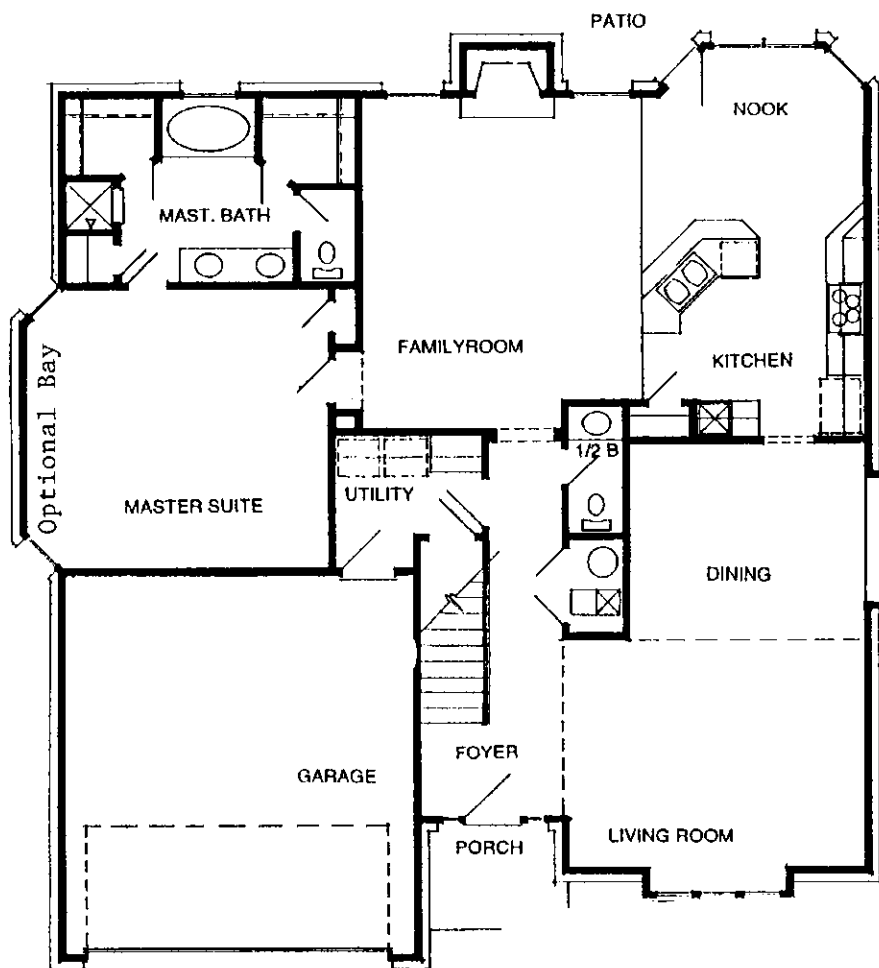 PATIO
NOOK
MAST. BATH
FAMILYROOM
KITCHEN
Optional Bay
1/2 B
UTILITY
MASTER SUITE
DINING
FOYER
GARAGE
LIVING ROOM
PORCH